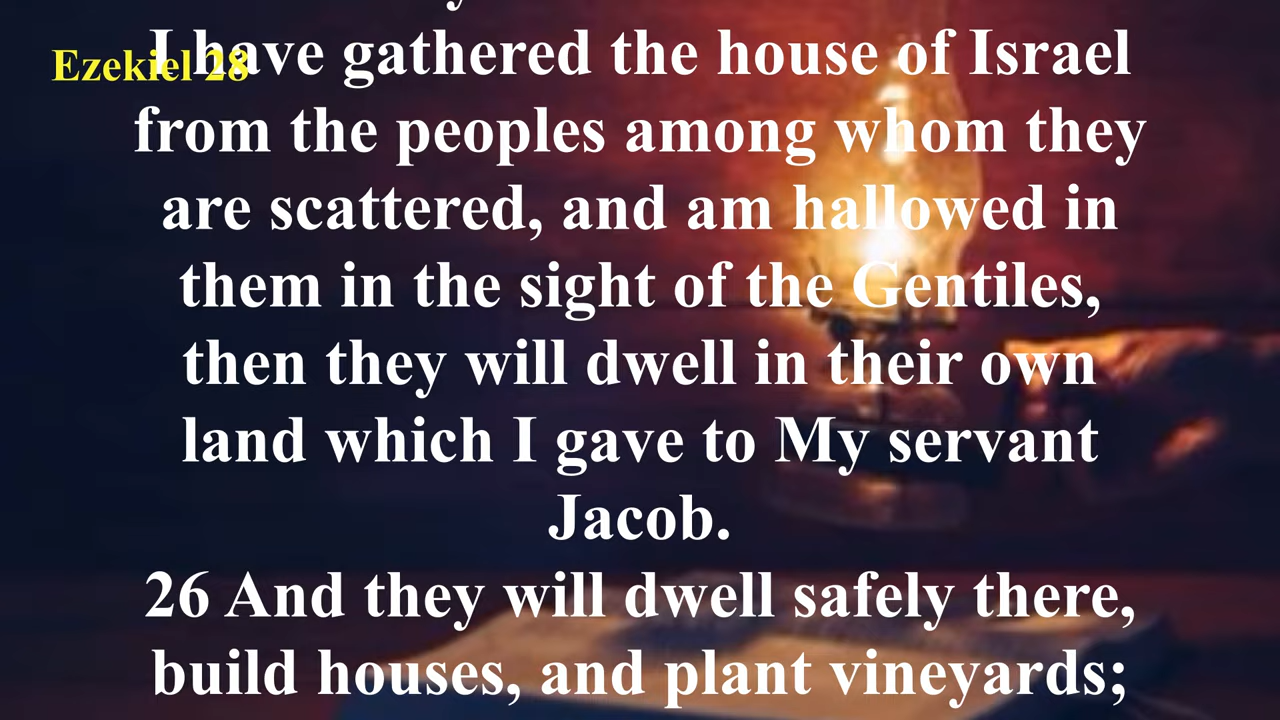 Ezekiel 28
I have gathered the house of Israel
from the peoples among whom they
are scattered, and am hallowed in
them in the sight of the Gentiles,
then they will dwell in their own
land which I gave to My servant
Jacob.
26 And they will dwell safely there,
build houses, and plant vineyards;